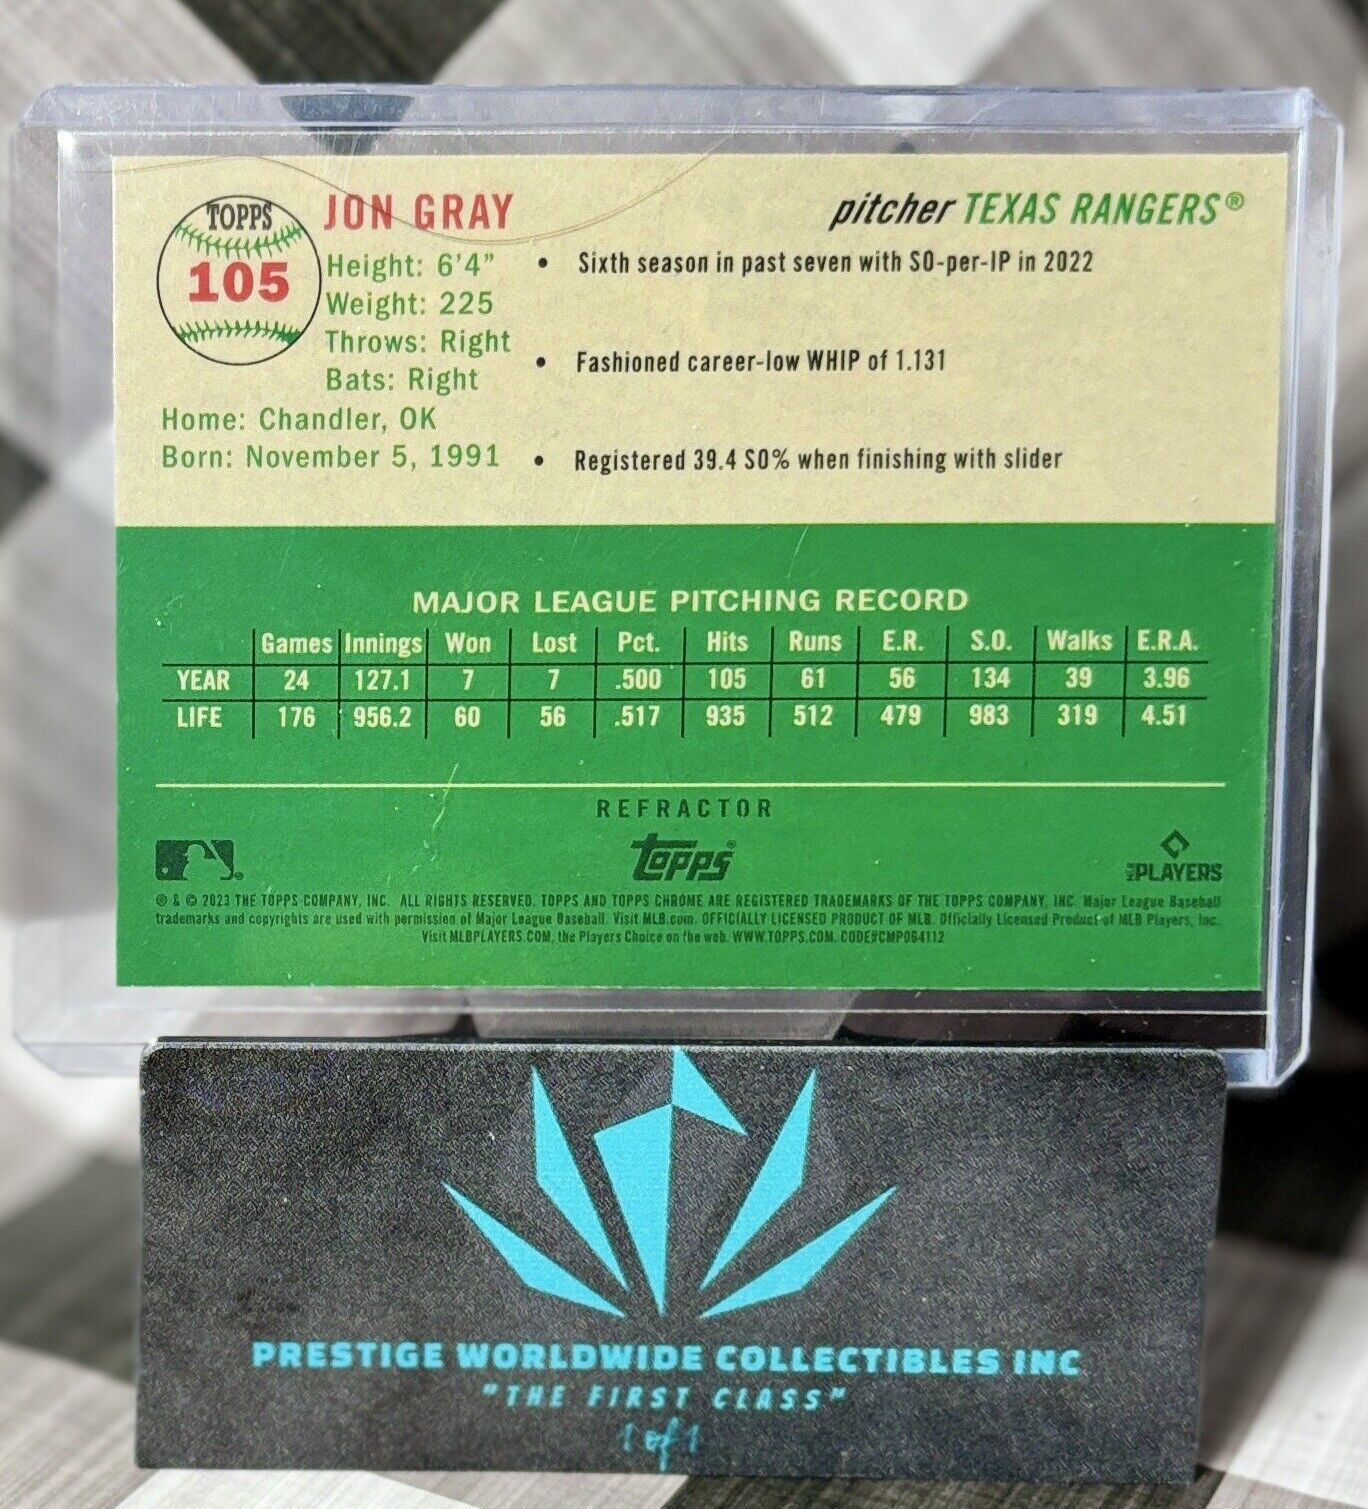 TOPPS
105
JON GRAY
pitcher TEXAS RANGERS®
Height: 6'4"
Weight: 225
Throws: Right
Bats: Right
Home: Chandler, OK
Born: November 5, 1991
• Sixth season in past seven with SO-per-IP in 2022
• Fashioned career-low WHIP of 1.131
• Registered 39.4 SO% when finishing with slider
MAJOR LEAGUE PITCHING RECORD
Games Innings Won Lost Pct. Hits Runs E.R. S.O. Walks E.R.A.
YEAR 24 127.1 7 7 .500 105 61 56 134 39 3.96
LIFE 176 956.2 60 56 .517 935 512 479 983 319 4.51
REFRACTOR
Topps®
MLB PLAYERS
® & © 2023 THE TOPPS COMPANY, INC. ALL RIGHTS RESERVED. TOPPS AND TOPPS CHROME ARE REGISTERED TRADEMARKS OF THE TOPPS COMPANY, INC. Major League Baseball
trademarks and copyrights are used with permission of Major League Baseball. Visit MLB.com. OFFICIALLY LICENSED PRODUCT OF MLB. Officially Licensed Product of MLB Players, Inc.
Visit MLBPLAYERS.COM, the Players Choice on the web. WWW.TOPPS.COM. CODE#CMP064112
PRESTIGE WORLDWIDE COLLECTIBLES INC
"THE FIRST CLASS"
1 of 1